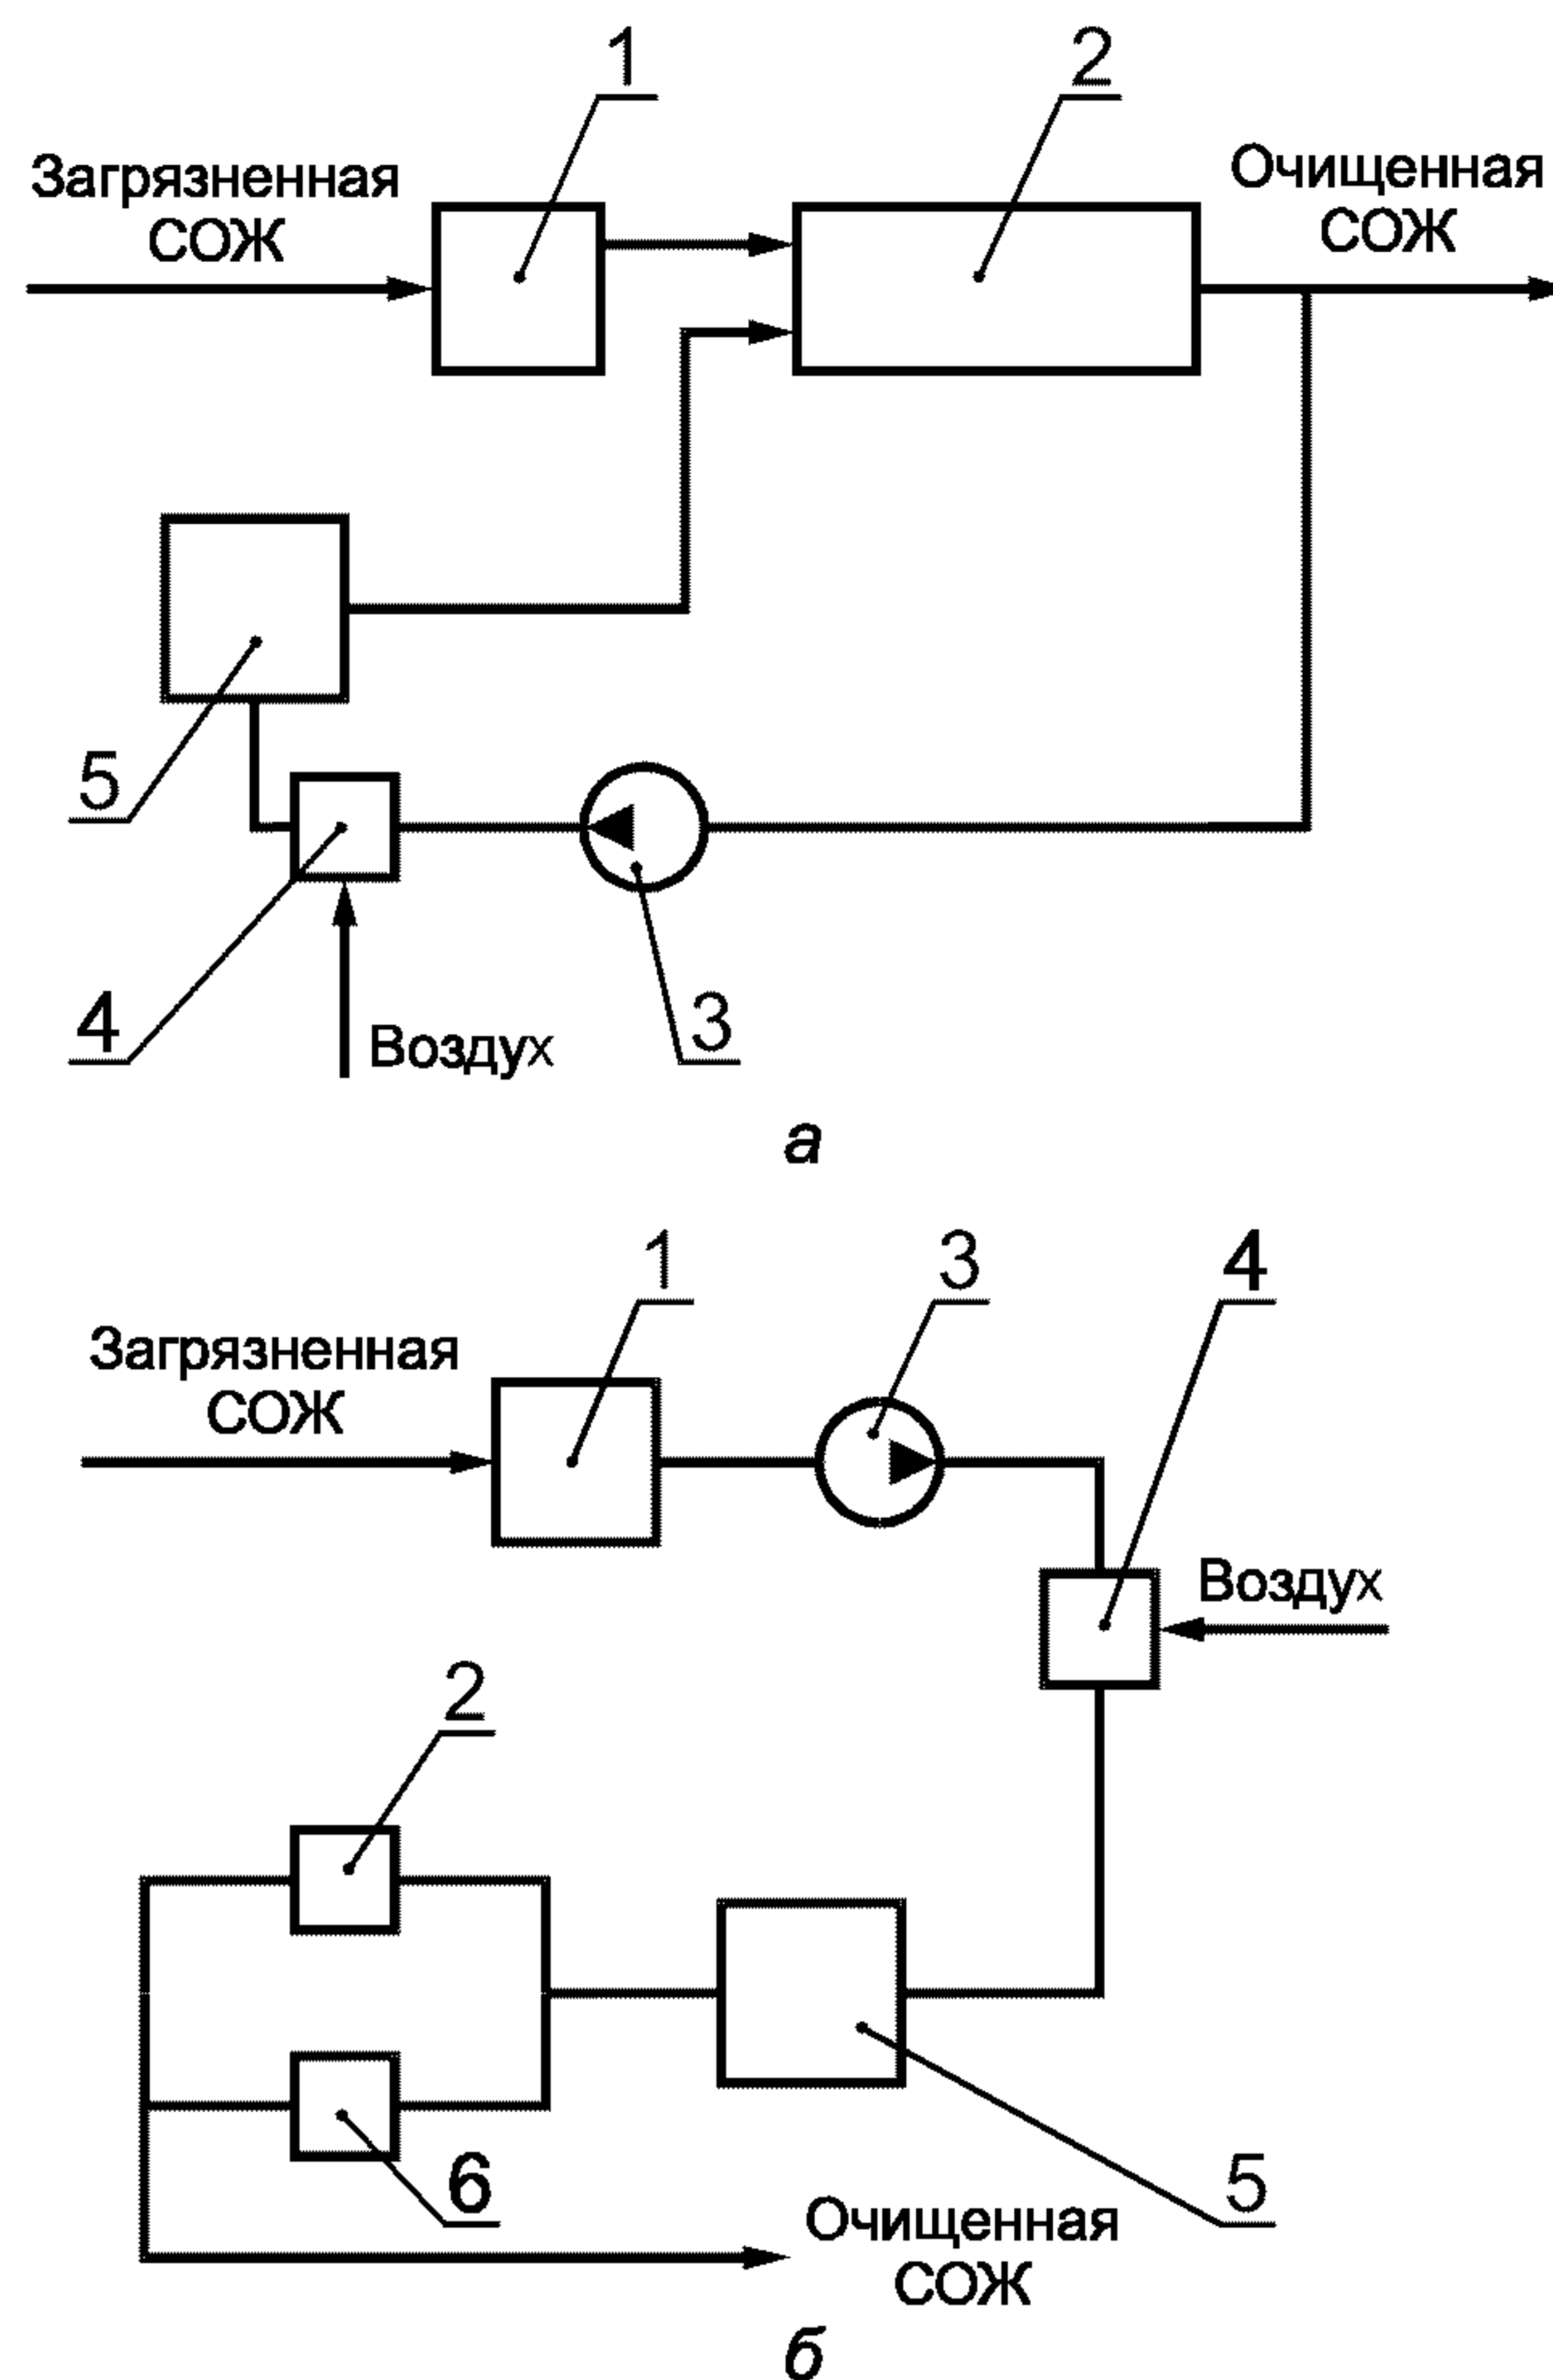 1
2
Загрязненная
СОЖ
Очищенная
СОЖ
5
4
Воздух
3
а
1
3
4
Загрязненная
СОЖ
Воздух
2
6
5
Очищенная
СОЖ
б